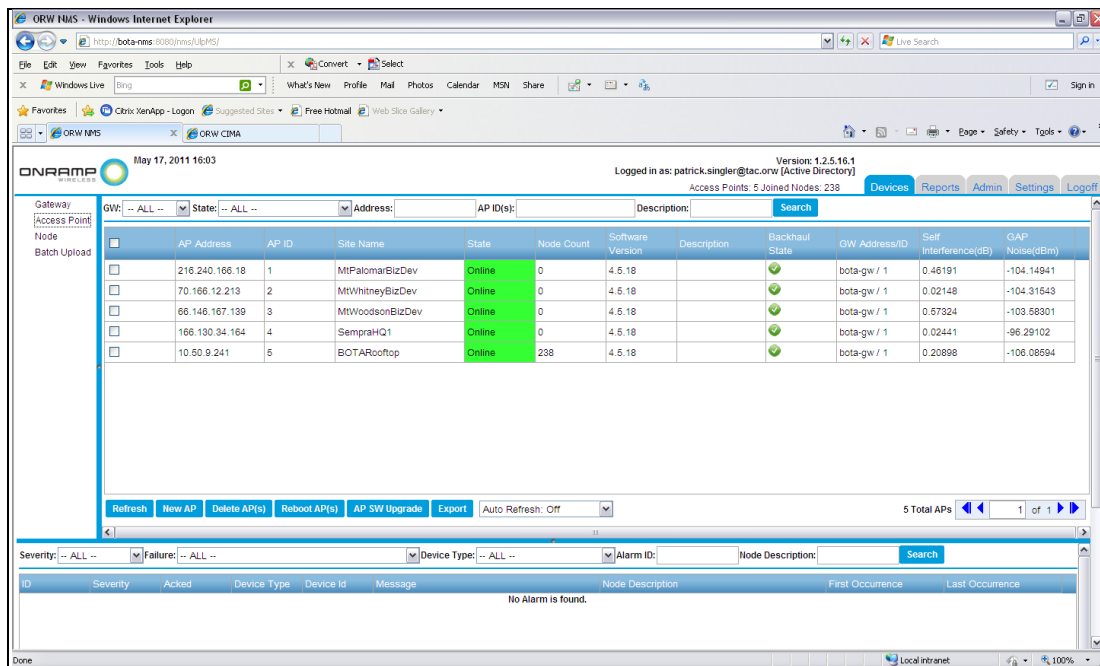 ORW NMS - Windows Internet Explorer
http://bota-nms:8080/nms/UlpMS/
Live Search
File Edit View Favorites Tools Help x Convert Select
x Windows Live Bing What's New Profile Mail Photos Calendar MSN Share Sign in
Favorites Citrix XenApp - Logon Suggested Sites Free Hotmail Web Slice Gallery
ORW NMS x ORW CIMA Page Safety Tools
ONRAMP WIRELESS
May 17, 2011 16:03
Version: 1.2.5.16.1
Logged in as: patrick.singler@tac.orw [Active Directory]
Access Points: 5 Joined Nodes: 238
Devices Reports Admin Settings Logoff
Gateway
Access Point
Node
Batch Upload
GW: -- ALL -- State: -- ALL -- Address: AP ID(s): Description: Search
AP Address AP ID Site Name State Node Count Software Version Description Backhaul State GW Address/ID Self Interference(dB) GAP Noise(dBm)
216.240.166.18 1 MtPalomarBizDev Online 0 4.5.18 bota-gw / 1 0.46191 -104.14941
70.166.12.213 2 MtWhitneyBizDev Online 0 4.5.18 bota-gw / 1 0.02148 -104.31543
66.146.167.139 3 MtWoodsonBizDev Online 0 4.5.18 bota-gw / 1 0.57324 -103.58301
166.130.34.164 4 SempraHQ1 Online 0 4.5.18 bota-gw / 1 0.02441 -96.29102
10.50.9.241 5 BOTARooftop Online 238 4.5.18 bota-gw / 1 0.20898 -106.08594
Refresh New AP Delete AP(s) Reboot AP(s) AP SW Upgrade Export Auto Refresh: Off 5 Total APs 1 of 1
Severity: -- ALL -- Failure: -- ALL -- Device Type: -- ALL -- Alarm ID: Node Description: Search
ID Severity Acked Device Type Device Id Message Node Description First Occurrence Last Occurrence
No Alarm is found.
Done Local intranet 100%